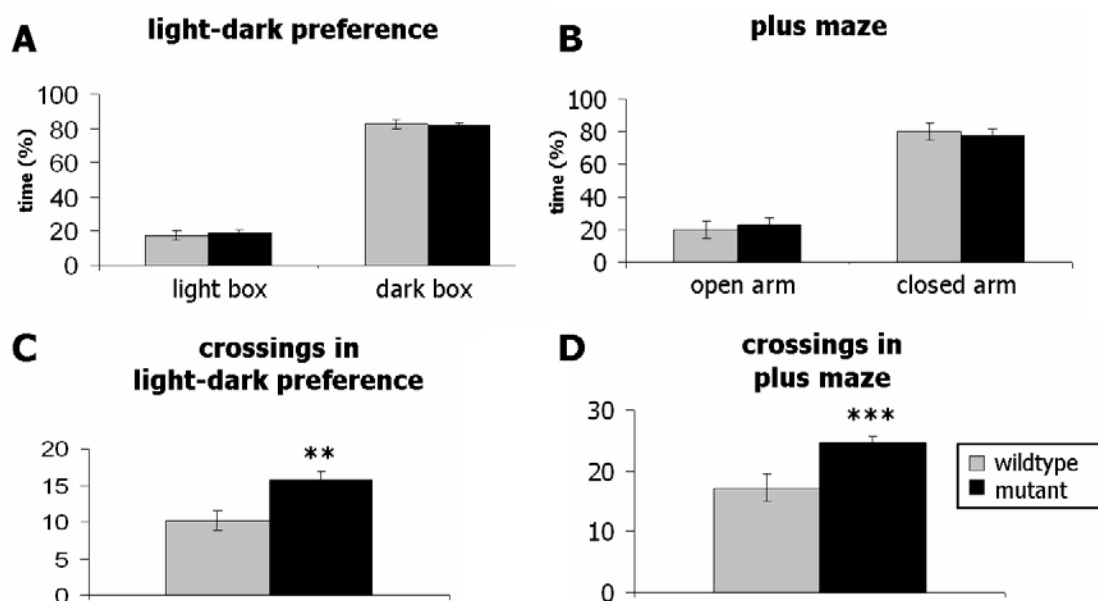 A
light-dark preference
time (%)
100
80
60
40
20
0
light box
dark box
B
plus maze
time (%)
100
80
60
40
20
0
open arm
closed arm
C
crossings in
light-dark preference
20
15
10
5
0
**
D
crossings in
plus maze
30
20
10
0
***
wildtype
mutant